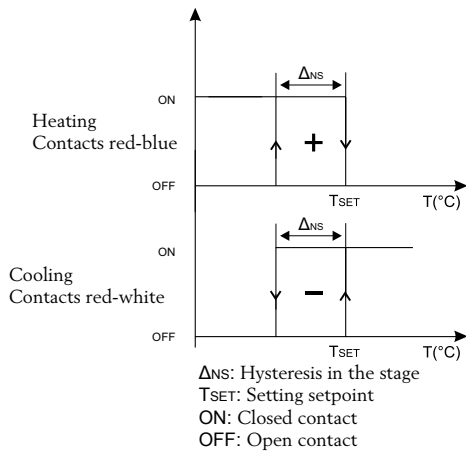 ΔNS
ON
Heating
Contacts red-blue
+
OFF
TSET
T(°C)
ΔNS
ON
Cooling
Contacts red-white
−
OFF
TSET
T(°C)
ΔNS: Hysteresis in the stage
TSET: Setting setpoint
ON: Closed contact
OFF: Open contact